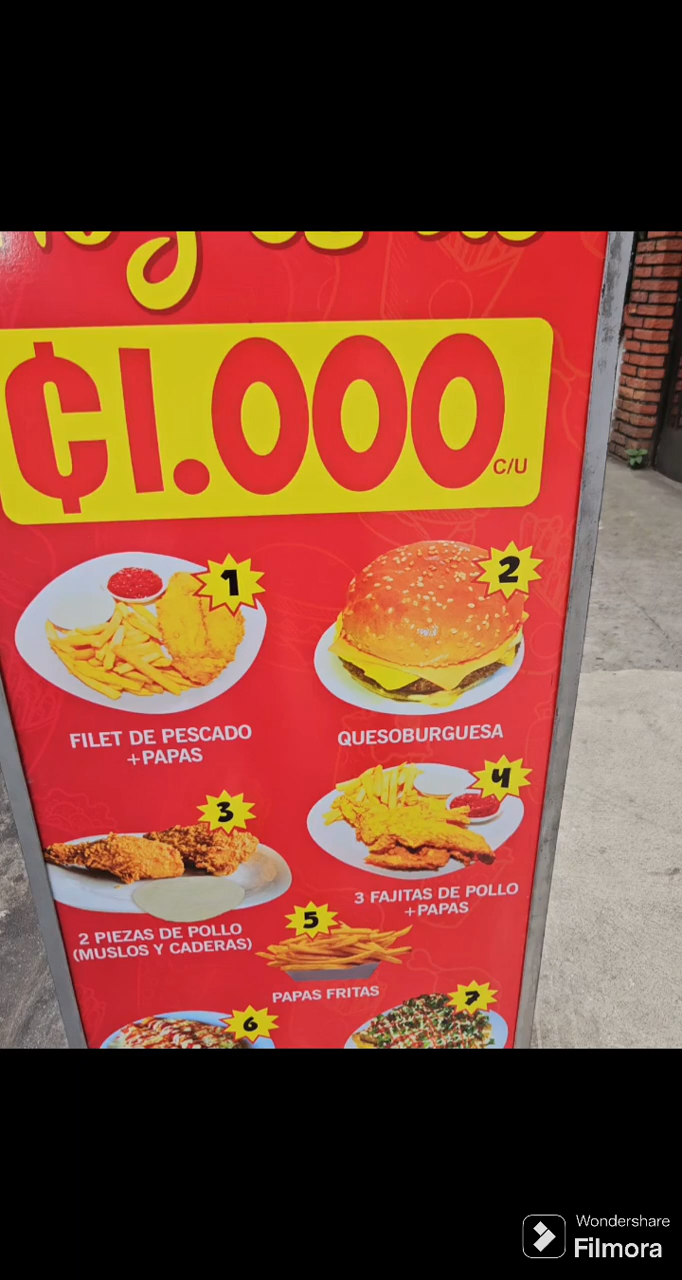 ₡1.000
C/U
1
2
FILET DE PESCADO
+PAPAS
QUESOBURGUESA
3
4
2 PIEZAS DE POLLO
(MUSLOS Y CADERAS)
3 FAJITAS DE POLLO
+PAPAS
5
PAPAS FRITAS
6
7
Wondershare
Filmora